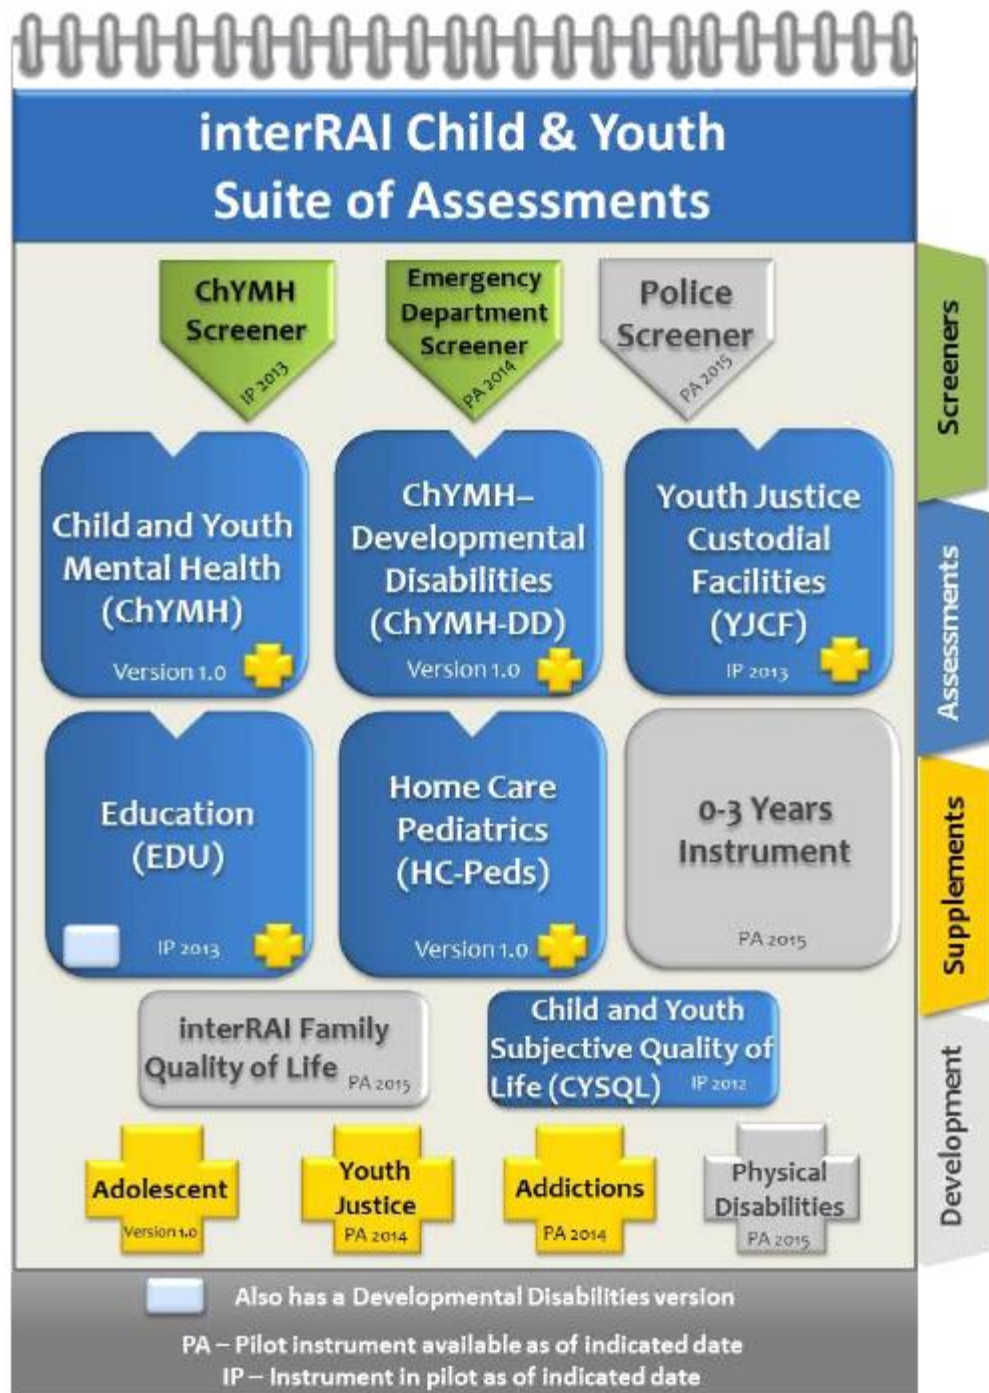 interRAI Child & Youth
Suite of Assessments
ChYMH
Screener
IP 2013
Emergency
Department
Screener
PA 2014
Police
Screener
PA 2015
Screeners
Child and Youth
Mental Health
(ChYMH)
Version 1.0
ChYMH–
Developmental
Disabilities
(ChYMH-DD)
Version 1.0
Youth Justice
Custodial
Facilities
(YJCF)
IP 2013
Assessments
Education
(EDU)
IP 2013
Home Care
Pediatrics
(HC-Peds)
Version 1.0
0-3 Years
Instrument
PA 2015
Supplements
interRAI Family
Quality of Life PA 2015
Child and Youth
Subjective Quality of
Life (CYSQL) IP 2012
Development
Adolescent
Version 1.0
Youth
Justice
PA 2014
Addictions
PA 2014
Physical
Disabilities
PA 2015
Also has a Developmental Disabilities version
PA – Pilot instrument available as of indicated date
IP – Instrument in pilot as of indicated date